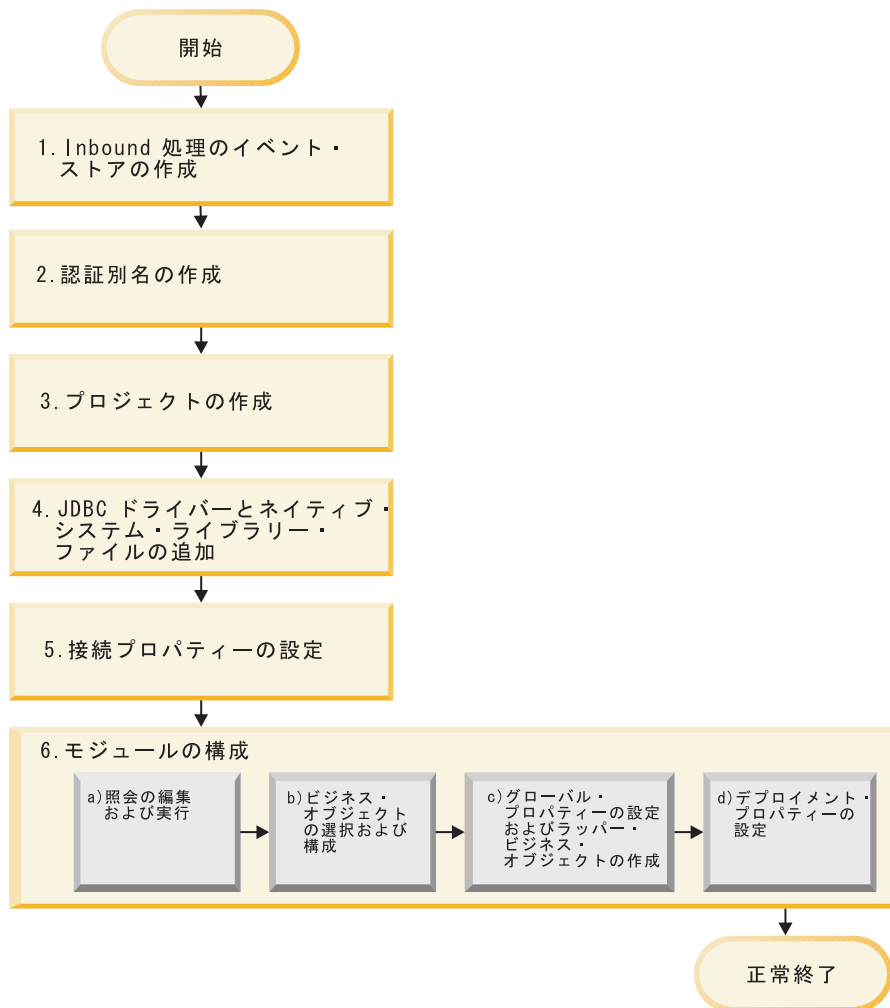 開始
1.Inbound 処理のイベント・
ストアの作成
2.認証別名の作成
3.プロジェクトの作成
4.JDBC ドライバーとネイティブ・
システム・ライブラリー・
ファイルの追加
5.接続プロパティーの設定
6.モジュールの構成
a)照会の編集
および実行
b)ビジネス・
オブジェクト
の選択および
構成
c)グローバル・
プロパティーの設定
およびラッパー・
ビジネス・
オブジェクトの作成
d)デプロイメント・
プロパティーの
設定
正常終了